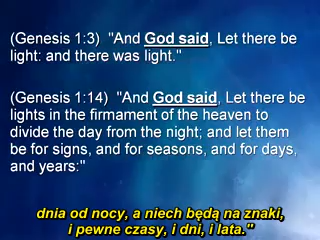 (Genesis 1:3)  "And God said, Let there be
light: and there was light."
(Genesis 1:14)  "And God said, Let there be
lights in the firmament of the heaven to
divide the day from the night; and let them
be for signs, and for seasons, and for days,
and years:"
dnia od nocy, a niech będą na znaki,
i pewne czasy, i dni, i lata."